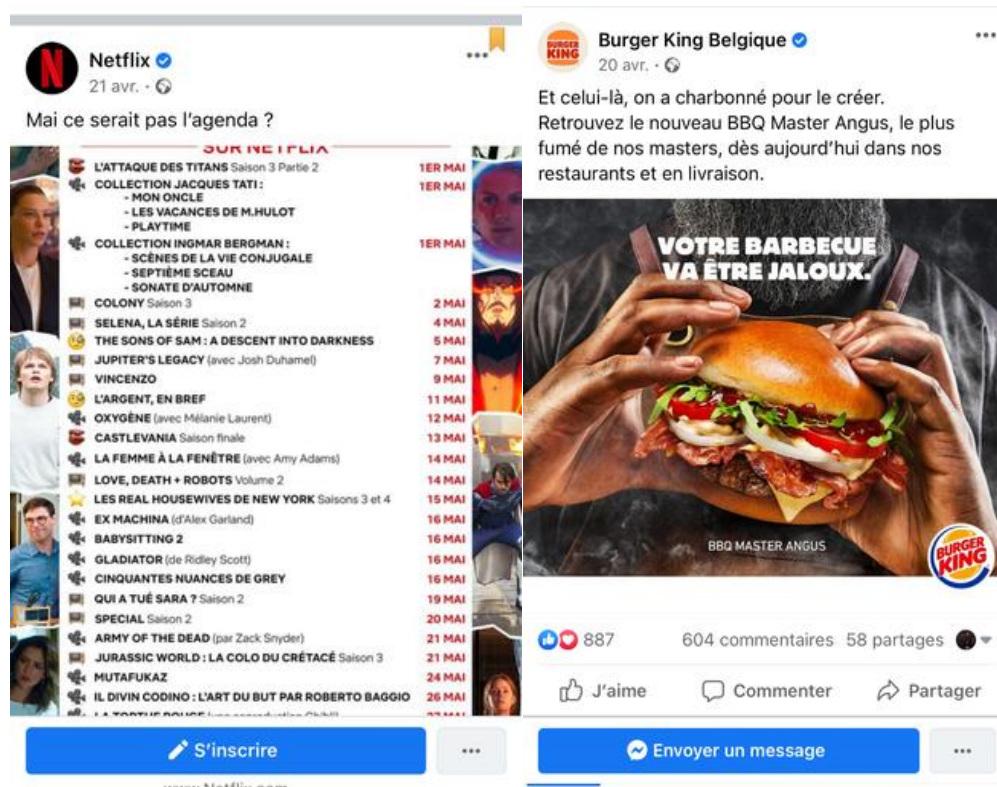 Netflix
21 avr.
Mai ce serait pas l'agenda ?
SUR NETFLIX
L'ATTAQUE DES TITANS Saison 3 Partie 2 1ER MAI
COLLECTION JACQUES TATI : 1ER MAI
- MON ONCLE
- LES VACANCES DE M.HULOT
- PLAYTIME
COLLECTION INGMAR BERGMAN : 1ER MAI
- SCÈNES DE LA VIE CONJUGALE
- SEPTIÈME SCEAU
- SONATE D'AUTOMNE
COLONY Saison 3 2 MAI
SELENA, LA SÉRIE Saison 2 4 MAI
THE SONS OF SAM : A DESCENT INTO DARKNESS 5 MAI
JUPITER'S LEGACY (avec Josh Duhamel) 7 MAI
VINCENZO 9 MAI
L'ARGENT, EN BREF 11 MAI
OXYGÈNE (avec Mélanie Laurent) 12 MAI
CASTLEVANIA Saison finale 13 MAI
LA FEMME À LA FENÊTRE (avec Amy Adams) 14 MAI
LOVE, DEATH + ROBOTS Volume 2 14 MAI
LES REAL HOUSEWIVES DE NEW YORK Saisons 3 et 4 15 MAI
EX MACHINA (d'Alex Garland) 16 MAI
BABYSITTING 2 16 MAI
GLADIATOR (de Ridley Scott) 16 MAI
CINQUANTES NUANCES DE GREY 16 MAI
QUI A TUÉ SARA ? Saison 2 19 MAI
SPECIAL Saison 2 20 MAI
ARMY OF THE DEAD (par Zack Snyder) 21 MAI
JURASSIC WORLD : LA COLO DU CRÉTACÉ Saison 3 21 MAI
MUTAFUKAZ 24 MAI
IL DIVIN CODINO : L'ART DU BUT PAR ROBERTO BAGGIO 26 MAI
S'inscrire
www.Netflix.com
BURGER KING
Burger King Belgique
20 avr.
Et celui-là, on a charbonné pour le créer.
Retrouvez le nouveau BBQ Master Angus, le plus
fumé de nos masters, dès aujourd'hui dans nos
restaurants et en livraison.
VOTRE BARBECUE
VA ÊTRE JALOUX.
BBQ MASTER ANGUS
BURGER
KING
887 604 commentaires 58 partages
J'aime Commenter Partager
Envoyer un message